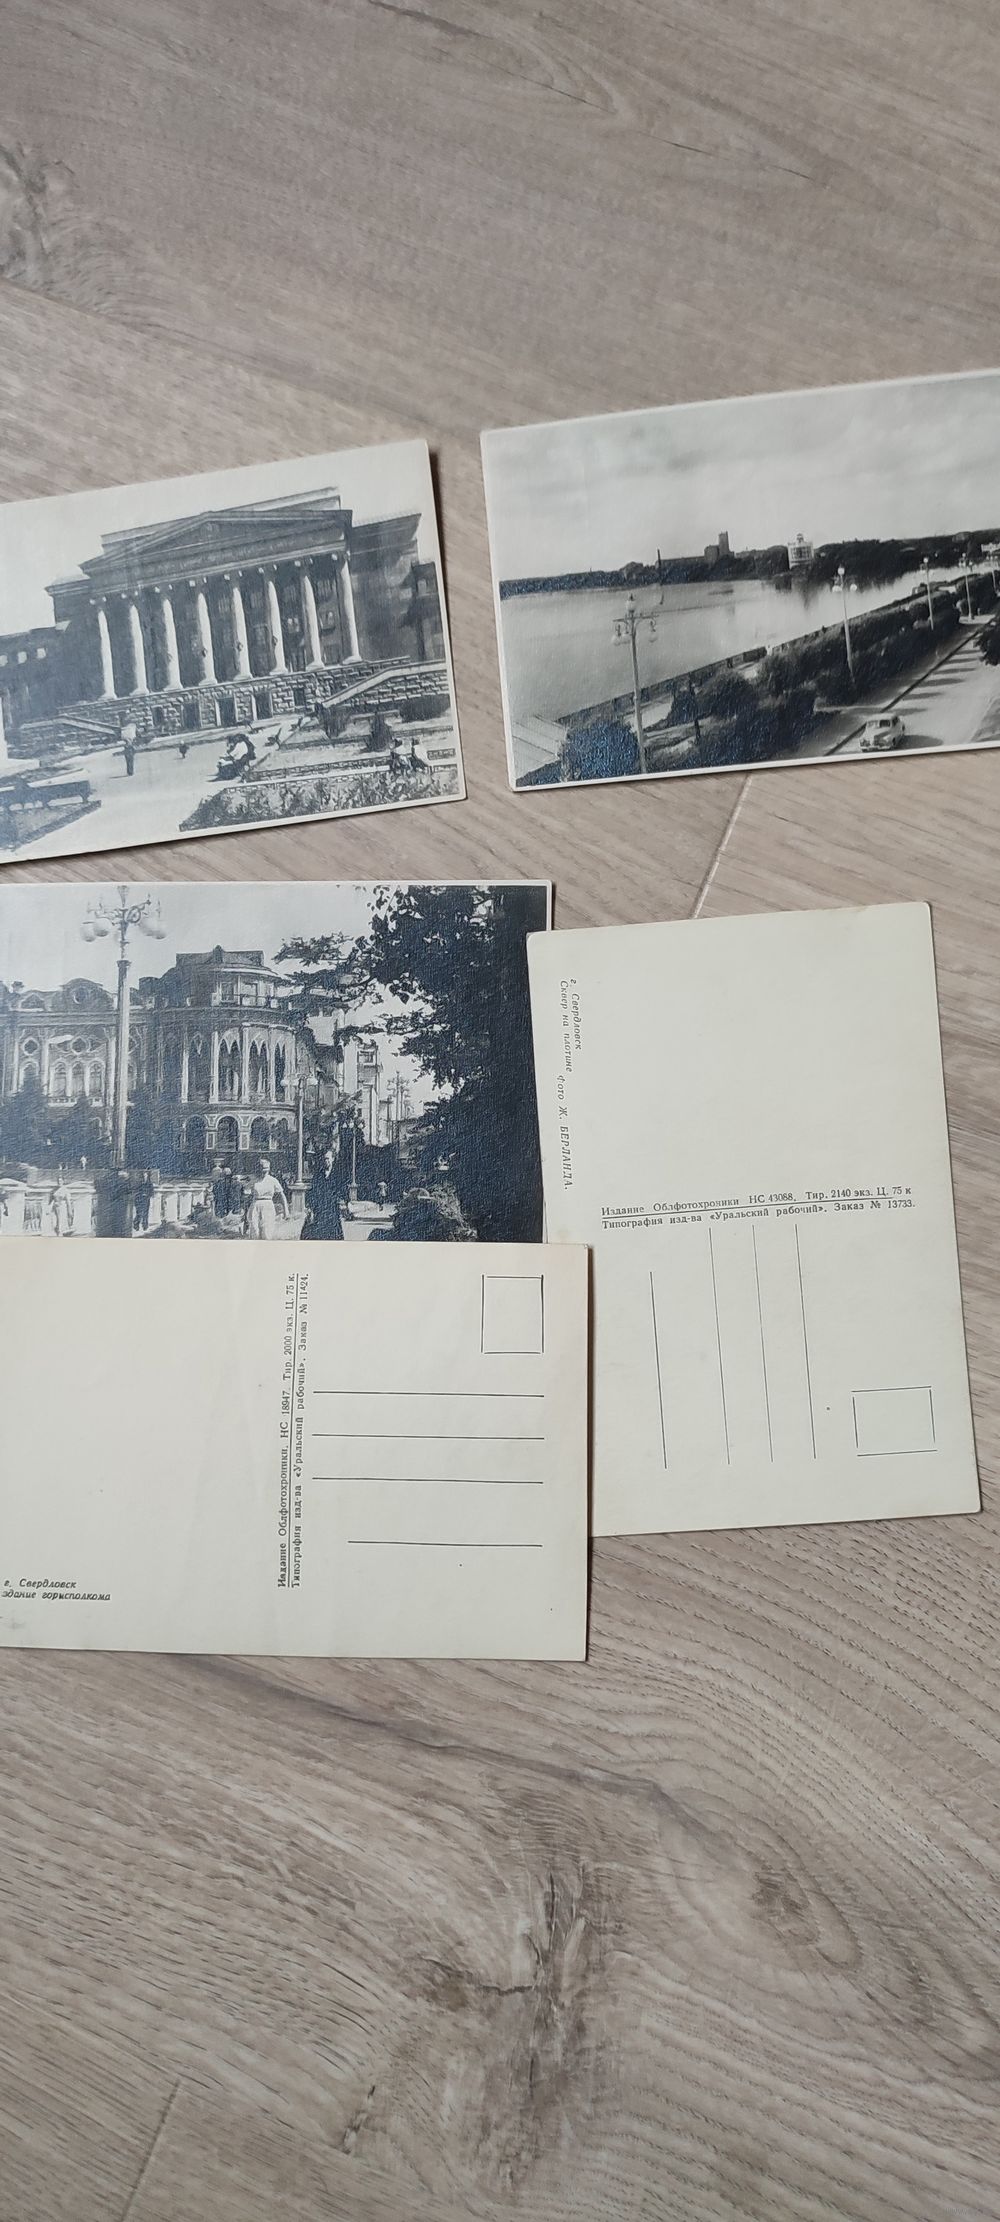 г. Свердловск
Сквер на плотине фото Ж. БЕРЛАНДА.
Издание Облфотохроники НС 43088. Тир. 2140 экз. Ц. 75 к
Типография изд-ва «Уральский рабочий». Заказ № 13733.
Издание Облфотохроники. НС 18947. Тир. 2000 экз. Ц. 75 к.
Типография изд-ва «Уральский рабочий». Заказ № 11424.
г. Свердловск
здание горисполкома